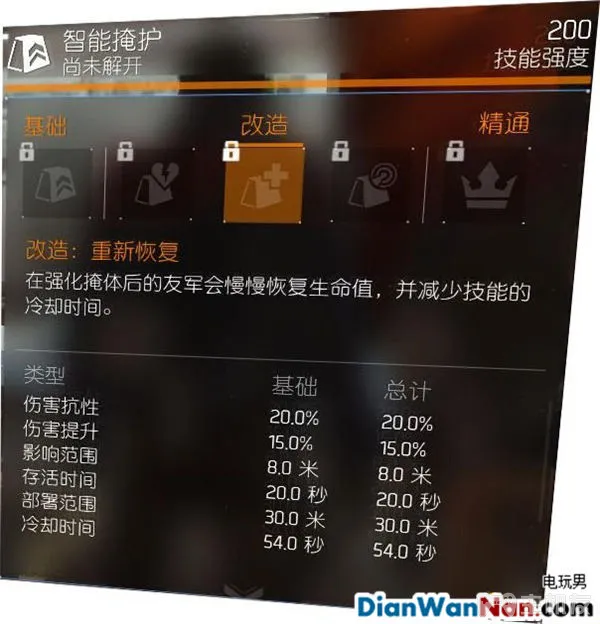 智能掩护
尚未解开
200
技能强度
基础
改造
精通
改造：重新恢复
在强化掩体后的友军会慢慢恢复生命值，并减少技能的
冷却时间。
类型 基础 总计
伤害抗性 20.0% 20.0%
伤害提升 15.0% 15.0%
影响范围 8.0 米 8.0 米
存活时间 20.0 秒 20.0 秒
部署范围 30.0 米 30.0 米
冷却时间 54.0 秒 54.0 秒
电玩男
DianWanNan.com